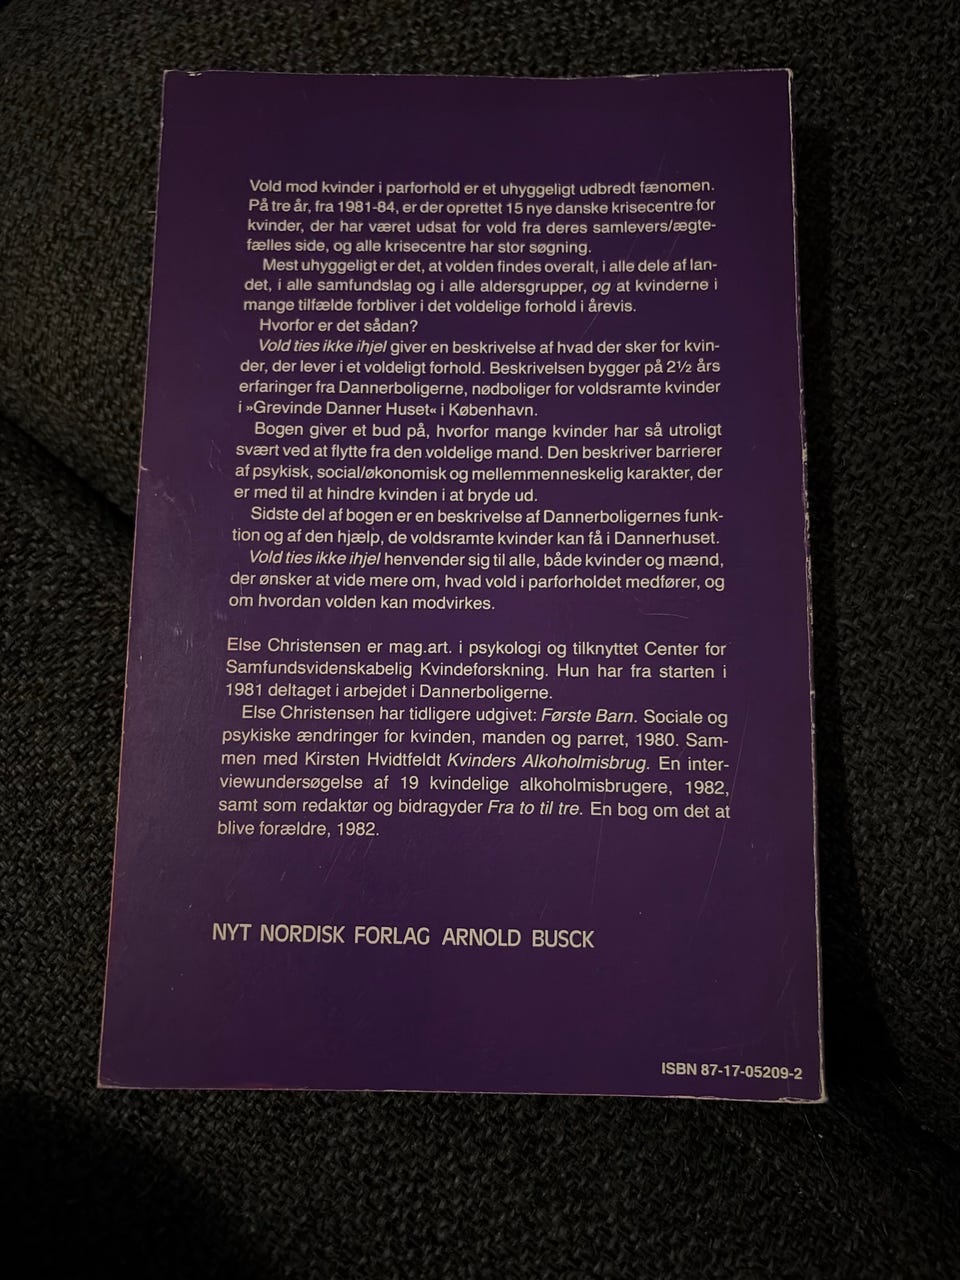 Vold mod kvinder i parforhold er et uhyggeligt udbredt fænomen.
På tre år, fra 1981-84, er der oprettet 15 nye danske krisecentre for
kvinder, der har været udsat for vold fra deres samlevers/ægte-
fælles side, og alle krisecentre har stor søgning.
Mest uhyggeligt er det, at volden findes overalt, i alle dele af lan-
det, i alle samfundslag og i alle aldersgrupper, og at kvinderne i
mange tilfælde forbliver i det voldelige forhold i årevis.
Hvorfor er det sådan?
Vold ties ikke ihjel giver en beskrivelse af hvad der sker for kvin-
der, der lever i et voldeligt forhold. Beskrivelsen bygger på 2½ års
erfaringer fra Dannerboligerne, nødboliger for voldsramte kvinder
i »Grevinde Danner Huset« i København.
Bogen giver et bud på, hvorfor mange kvinder har så utroligt
svært ved at flytte fra den voldelige mand. Den beskriver barrierer
af psykisk, social/økonomisk og mellemmenneskelig karakter, der
er med til at hindre kvinden i at bryde ud.
Sidste del af bogen er en beskrivelse af Dannerboligernes funk-
tion og af den hjælp, de voldsramte kvinder kan få i Dannerhuset.
Vold ties ikke ihjel henvender sig til alle, både kvinder og mænd,
der ønsker at vide mere om, hvad vold i parforholdet medfører, og
om hvordan volden kan modvirkes.
Else Christensen er mag.art. i psykologi og tilknyttet Center for
Samfundsvidenskabelig Kvindeforskning. Hun har fra starten i
1981 deltaget i arbejdet i Dannerboligerne.
Else Christensen har tidligere udgivet: Første Barn. Sociale og
psykiske ændringer for kvinden, manden og parret, 1980. Sam-
men med Kirsten Hvidtfeldt Kvinders Alkoholmisbrug. En inter-
viewundersøgelse af 19 kvindelige alkoholmisbrugere, 1982,
samt som redaktør og bidragyder Fra to til tre. En bog om det at
blive forældre, 1982.
NYT NORDISK FORLAG ARNOLD BUSCK
ISBN 87-17-05209-2